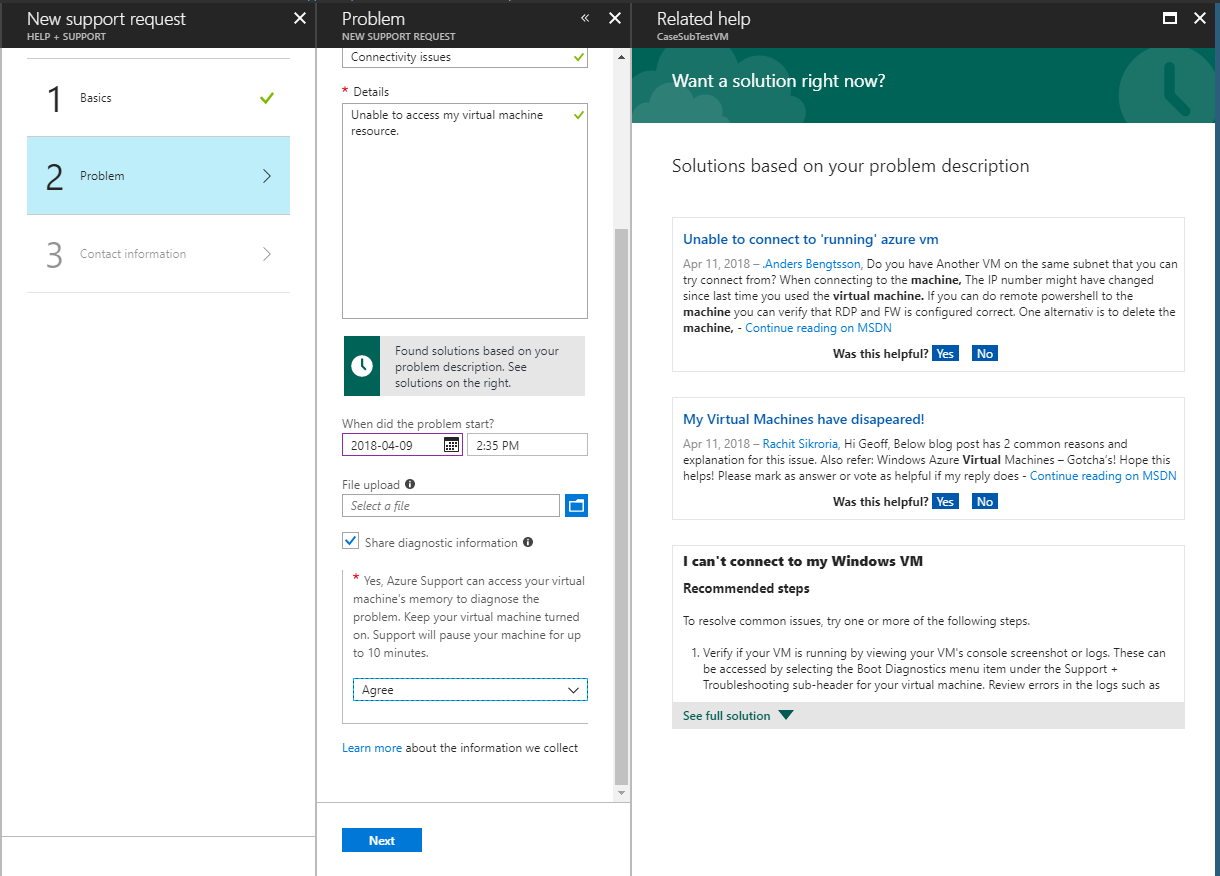 New support request
HELP + SUPPORT
1
Basics
2
Problem
3
Contact information
Problem
NEW SUPPORT REQUEST
Connectivity issues
* Details
Unable to access my virtual machine
resource.
Found solutions based on your
problem description. See
solutions on the right.
When did the problem start?
2018-04-09
2:35 PM
File upload
Select a file
Share diagnostic information
* Yes, Azure Support can access your virtual
machine's memory to diagnose the
problem. Keep your virtual machine turned
on. Support will pause your machine for up
to 10 minutes.
Agree
Learn more about the information we collect
Next
Related help
CaseSubTestVM
Want a solution right now?
Solutions based on your problem description
Unable to connect to 'running' azure vm
Apr 11, 2018 – .Anders Bengtsson, Do you have Another VM on the same subnet that you can
try connect from? When connecting to the machine, The IP number might have changed
since last time you used the virtual machine. If you can do remote powershell to the
machine you can verify that RDP and FW is configured correct. One alternativ is to delete the
machine, - Continue reading on MSDN
Was this helpful? Yes No
My Virtual Machines have disapeared!
Apr 11, 2018 – Rachit Sikroria, Hi Geoff, Below blog post has 2 common reasons and
explanation for this issue. Also refer: Windows Azure Virtual Machines – Gotcha's! Hope this
helps! Please mark as answer or vote as helpful if my reply does - Continue reading on MSDN
Was this helpful? Yes No
I can't connect to my Windows VM
Recommended steps
To resolve common issues, try one or more of the following steps.
1. Verify if your VM is running by viewing your VM's console screenshot or logs. These can
be accessed by selecting the Boot Diagnostics menu item under the Support +
Troubleshooting sub-header for your virtual machine. Review errors in the logs such as
See full solution